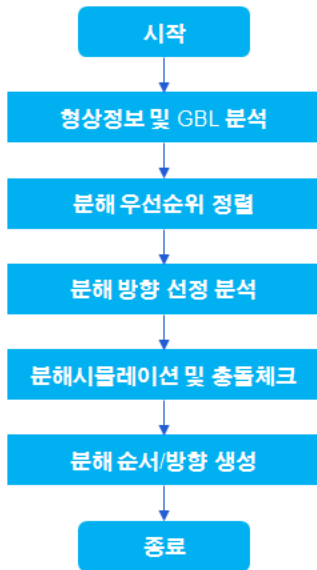 시작
형상정보 및 GBL 분석
분해 우선순위 정렬
분해 방향 선정 분석
분해시뮬레이션 및 충돌체크
분해 순서/방향 생성
종료